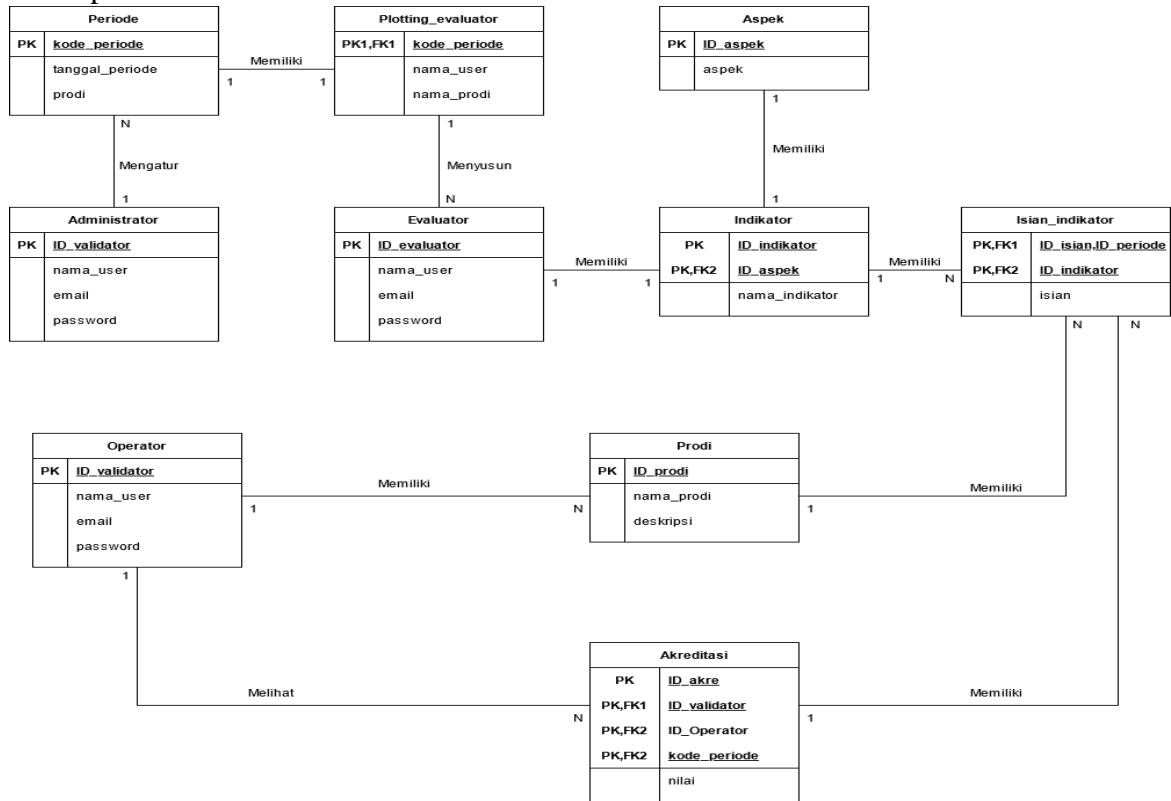 Periode
PK kode_periode
tanggal_periode
prodi
Memiliki
1 1
Plotting_evaluator
PK1,FK1 kode_periode
nama_user
nama_prodi
Aspek
PK ID_aspek
aspek
N
Mengatur
1
1
Menyusun
N
1
Memiliki
1
Administrator
PK ID_validator
nama_user
email
password
Evaluator
PK ID_evaluator
nama_user
email
password
Memiliki
1 1
Indikator
PK ID_indikator
PK,FK2 ID_aspek
nama_indikator
Memiliki
1 N
Isian_indikator
PK,FK1 ID_isian,ID_periode
PK,FK2 ID_indikator
isian
N N
Operator
PK ID_validator
nama_user
email
password
Memiliki
1 N
Prodi
PK ID_prodi
nama_prodi
deskripsi
Memiliki
1
1
Melihat
N
Akreditasi
PK ID_akre
PK,FK1 ID_validator
PK,FK2 ID_Operator
PK,FK2 kode_periode
nilai
Memiliki
1